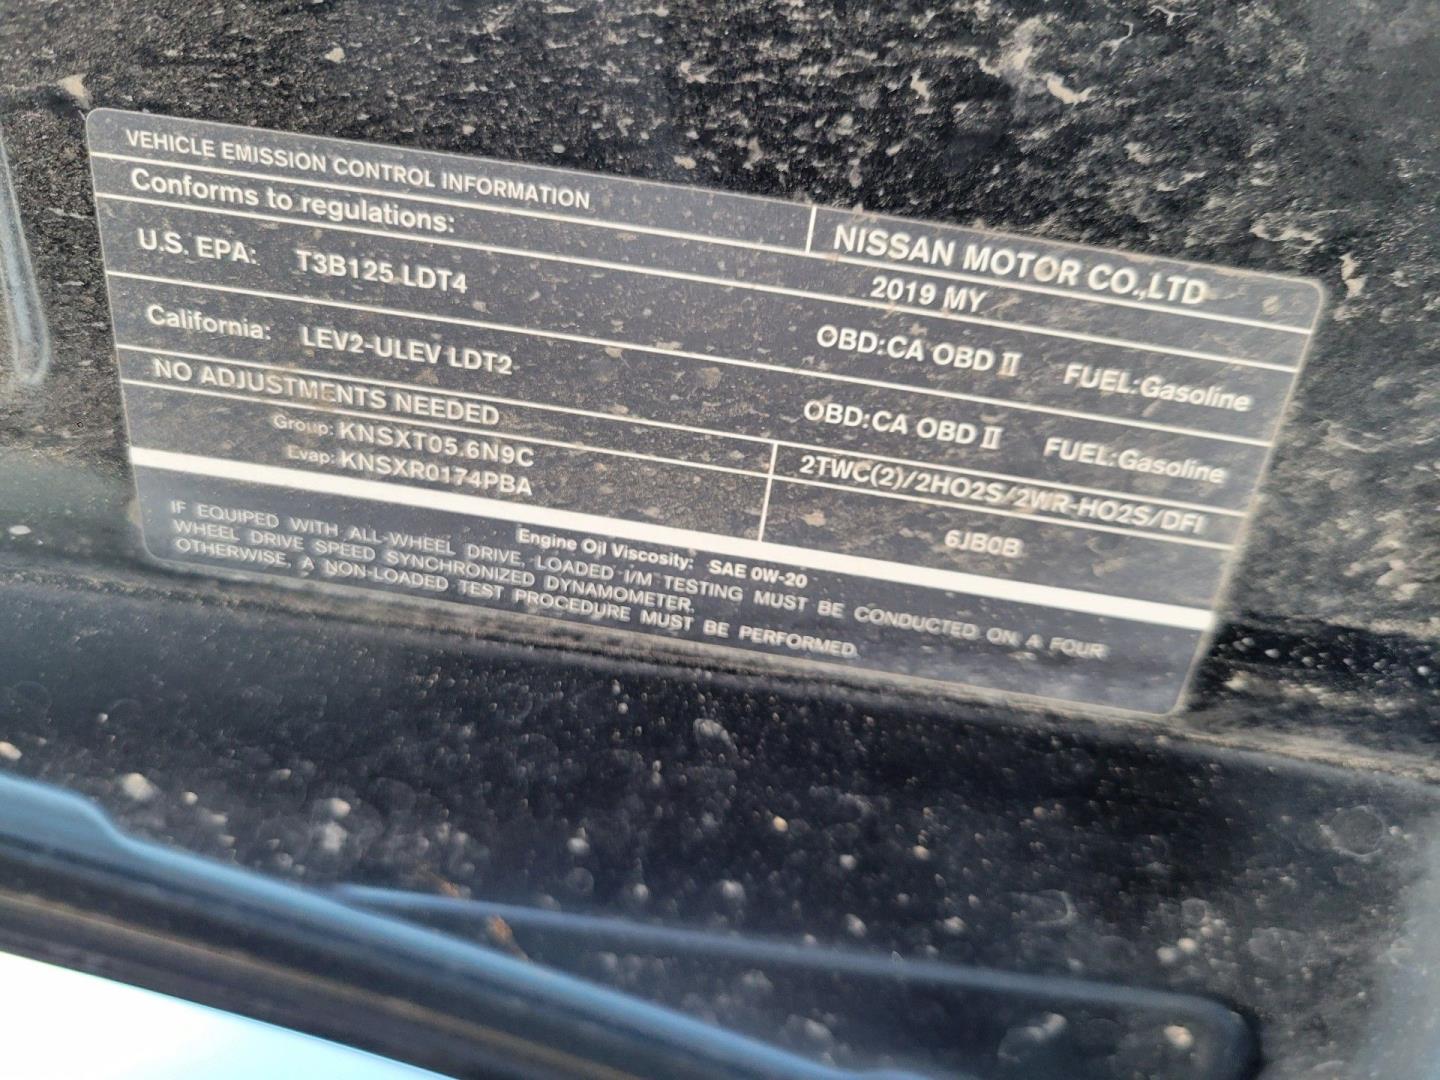 VEHICLE EMISSION CONTROL INFORMATION
NISSAN MOTOR CO.,LTD
Conforms to regulations:
2019 MY
U.S. EPA: T3B125 LDT4 OBD:CA OBD II FUEL:Gasoline
California: LEV2-ULEV LDT2 OBD:CA OBD II FUEL:Gasoline
NO ADJUSTMENTS NEEDED
2TWC(2)/2HO2S/2WR-HO2S/DFI
Group: KNSXT05.6N9C
Evap: KNSXR0174PBA
6JB0B
Engine Oil Viscosity: SAE 0W-20
IF EQUIPED WITH ALL-WHEEL DRIVE, LOADED I/M TESTING MUST BE CONDUCTED ON A FOUR
WHEEL DRIVE SPEED SYNCHRONIZED DYNAMOMETER.
OTHERWISE, A NON-LOADED TEST PROCEDURE MUST BE PERFORMED.